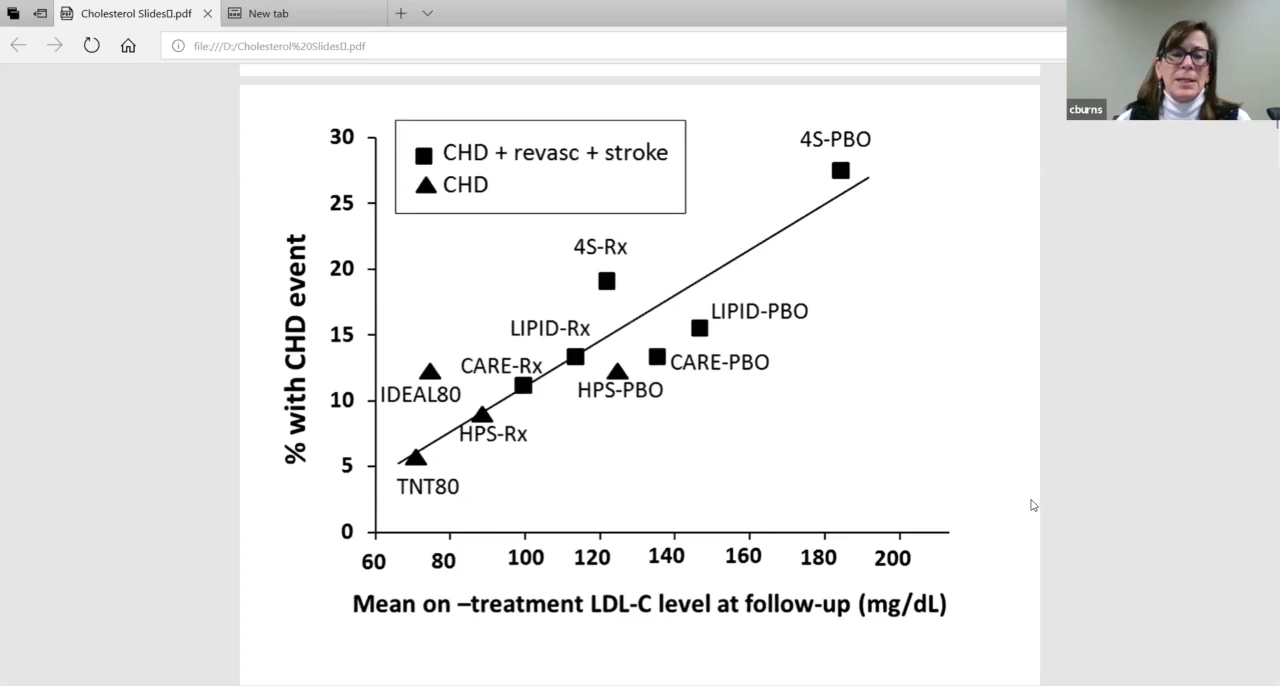 Cholesterol Slides▯.pdf
New tab
file:///D:/Cholesterol%20Slides▯.pdf
cburns
CHD + revasc + stroke
CHD
4S-PBO
4S-Rx
LIPID-Rx
LIPID-PBO
CARE-Rx
CARE-PBO
IDEAL80
HPS-PBO
HPS-Rx
TNT80
% with CHD event
30
25
20
15
10
5
0
60 80 100 120 140 160 180 200
Mean on –treatment LDL-C level at follow-up (mg/dL)